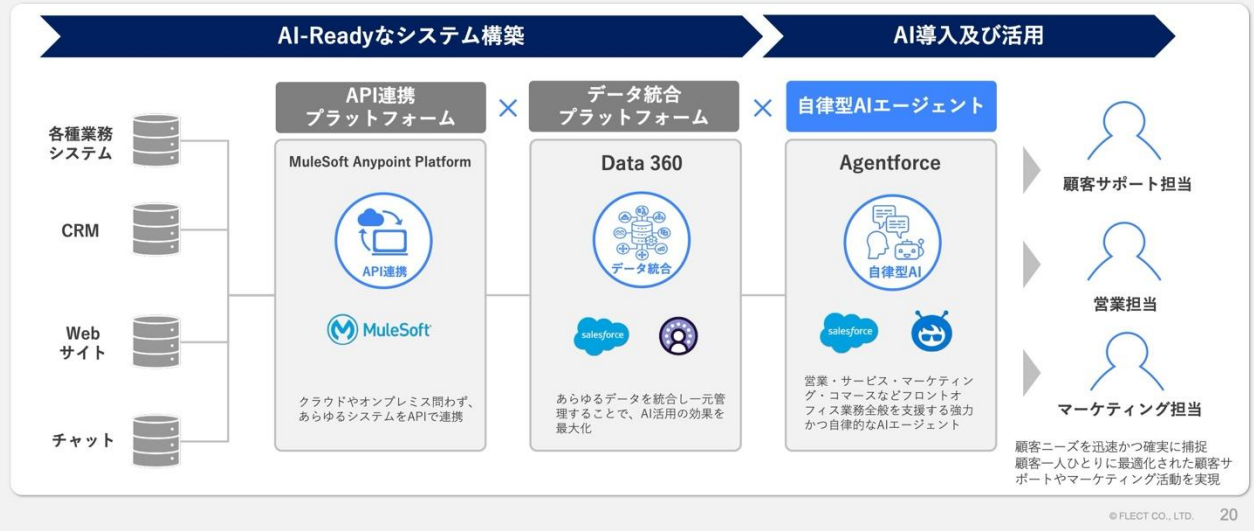 AI-Readyなシステム構築
AI導入及び活用
各種業務
システム
CRM
Web
サイト
チャット
API連携
プラットフォーム
×
データ統合
プラットフォーム
×
自律型AIエージェント
MuleSoft Anypoint Platform
API連携
MuleSoft
クラウドやオンプレミス問わず、
あらゆるシステムをAPIで連携
Data 360
データ統合
salesforce
あらゆるデータを統合し一元管
理することで、AI活用の効果を
最大化
Agentforce
自律型AI
salesforce
営業・サービス・マーケティン
グ・コマースなどフロントオ
フィス業務全般を支援する強力
かつ自律的なAIエージェント
顧客サポート担当
営業担当
マーケティング担当
顧客ニーズを迅速かつ確実に捕捉
顧客一人ひとりに最適化された顧客サ
ポートやマーケティング活動を実現
© FLECT CO., LTD.
20